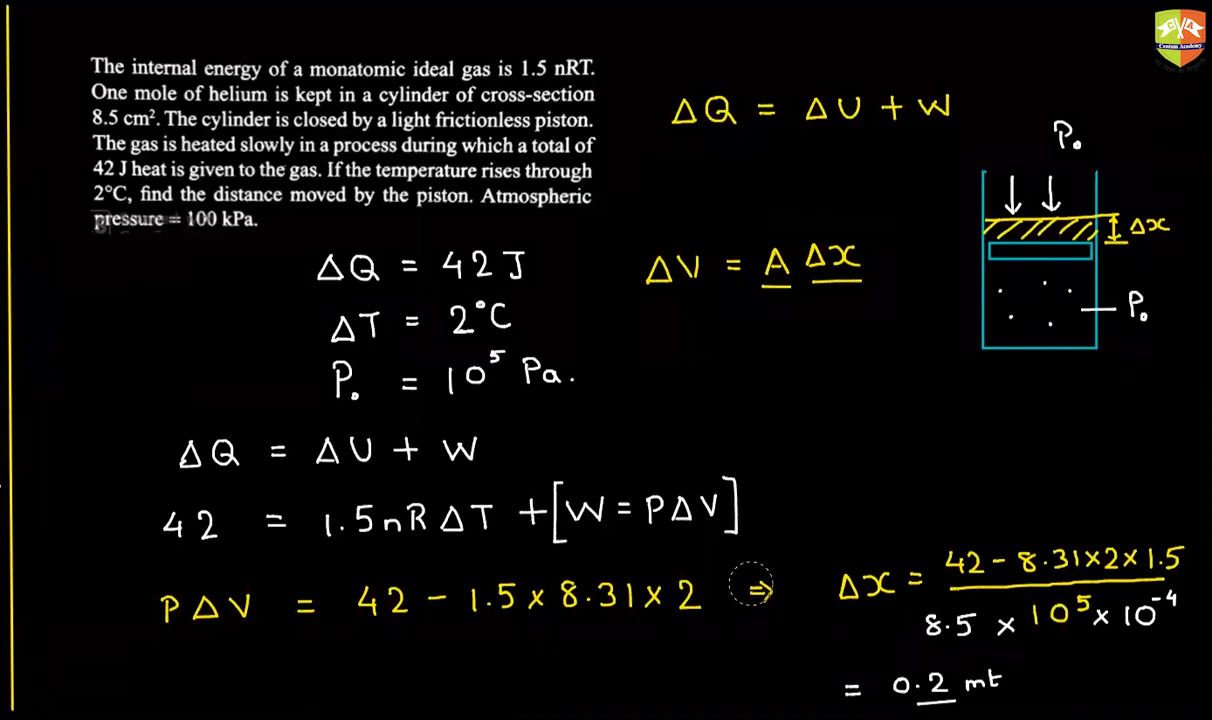 The internal energy of a monatomic ideal gas is 1.5 nRT.
One mole of helium is kept in a cylinder of cross-section
8.5 cm². The cylinder is closed by a light frictionless piston.
The gas is heated slowly in a process during which a total of
42 J heat is given to the gas. If the temperature rises through
2°C, find the distance moved by the piston. Atmospheric
pressure = 100 kPa.
ΔQ = ΔU + W
Centum Academy
P₀
Δx
P₀
ΔQ = 42 J
ΔV = A Δx
ΔT = 2°C
P₀ = 10⁵ Pa.
ΔQ = ΔU + W
42 = 1.5nRΔT + [W = PΔV]
PΔV = 42 - 1.5 × 8.31 × 2 ⇒
Δx = 42 - 8.31×2×1.5
8.5 × 10⁵ × 10⁻⁴
= 0.2 mt